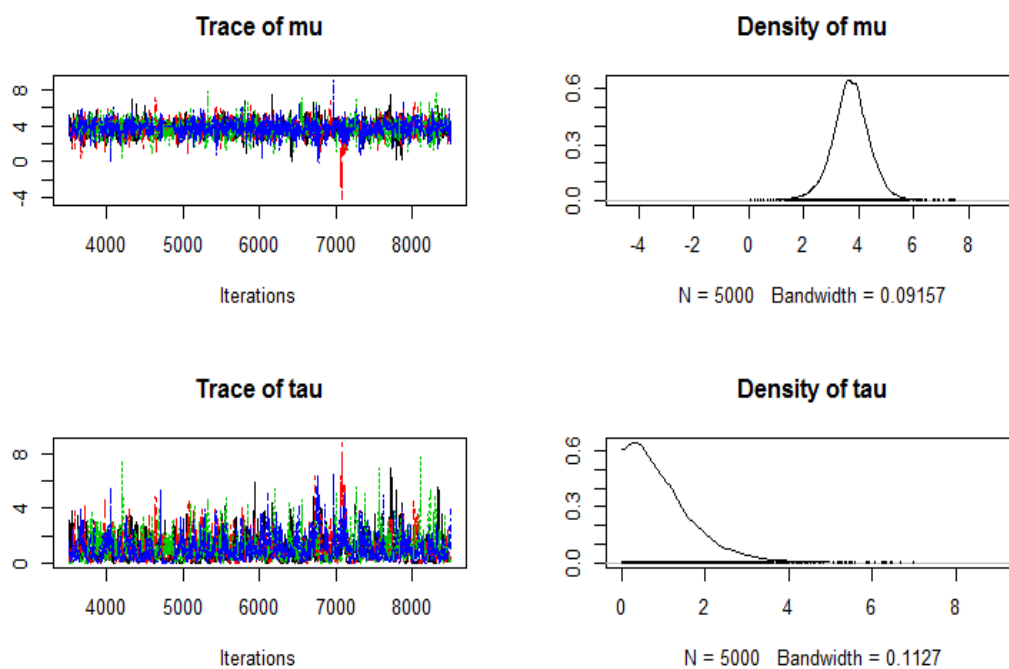 Trace of mu
8
4
0
-4
4000 5000 6000 7000 8000
Iterations
Density of mu
0.6
0.3
0.0
-4 -2 0 2 4 6 8
N = 5000 Bandwidth = 0.09157
Trace of tau
8
4
0
4000 5000 6000 7000 8000
Iterations
Density of tau
0.6
0.3
0.0
0 2 4 6 8
N = 5000 Bandwidth = 0.1127